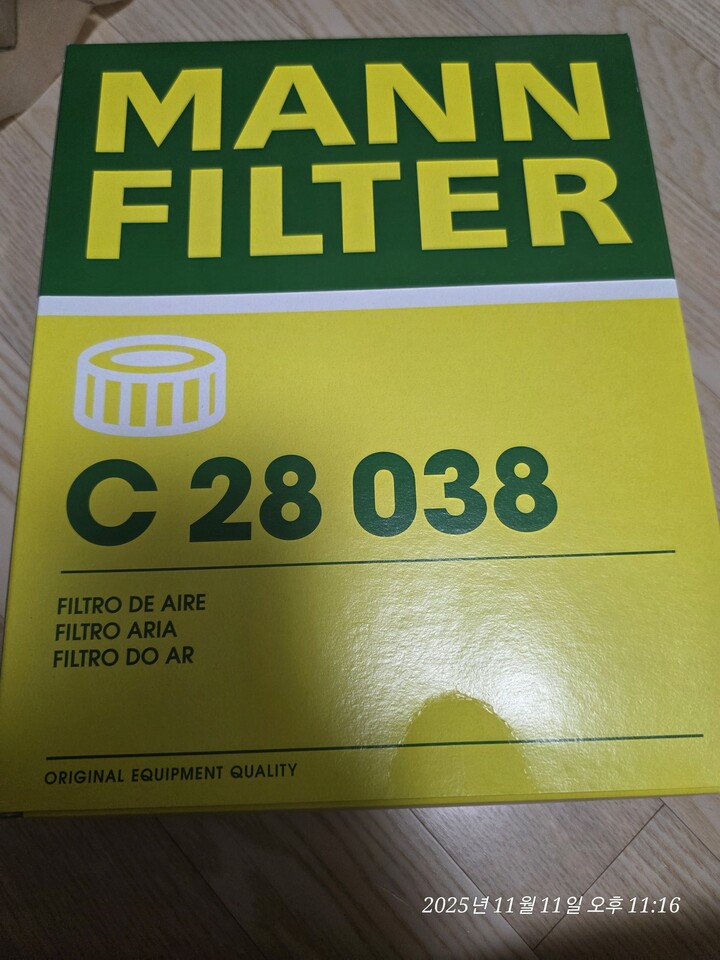 MANN
FILTER
C 28 038
FILTRO DE AIRE
FILTRO ARIA
FILTRO DO AR
ORIGINAL EQUIPMENT QUALITY
2025년 11월 11일 오후 11:16